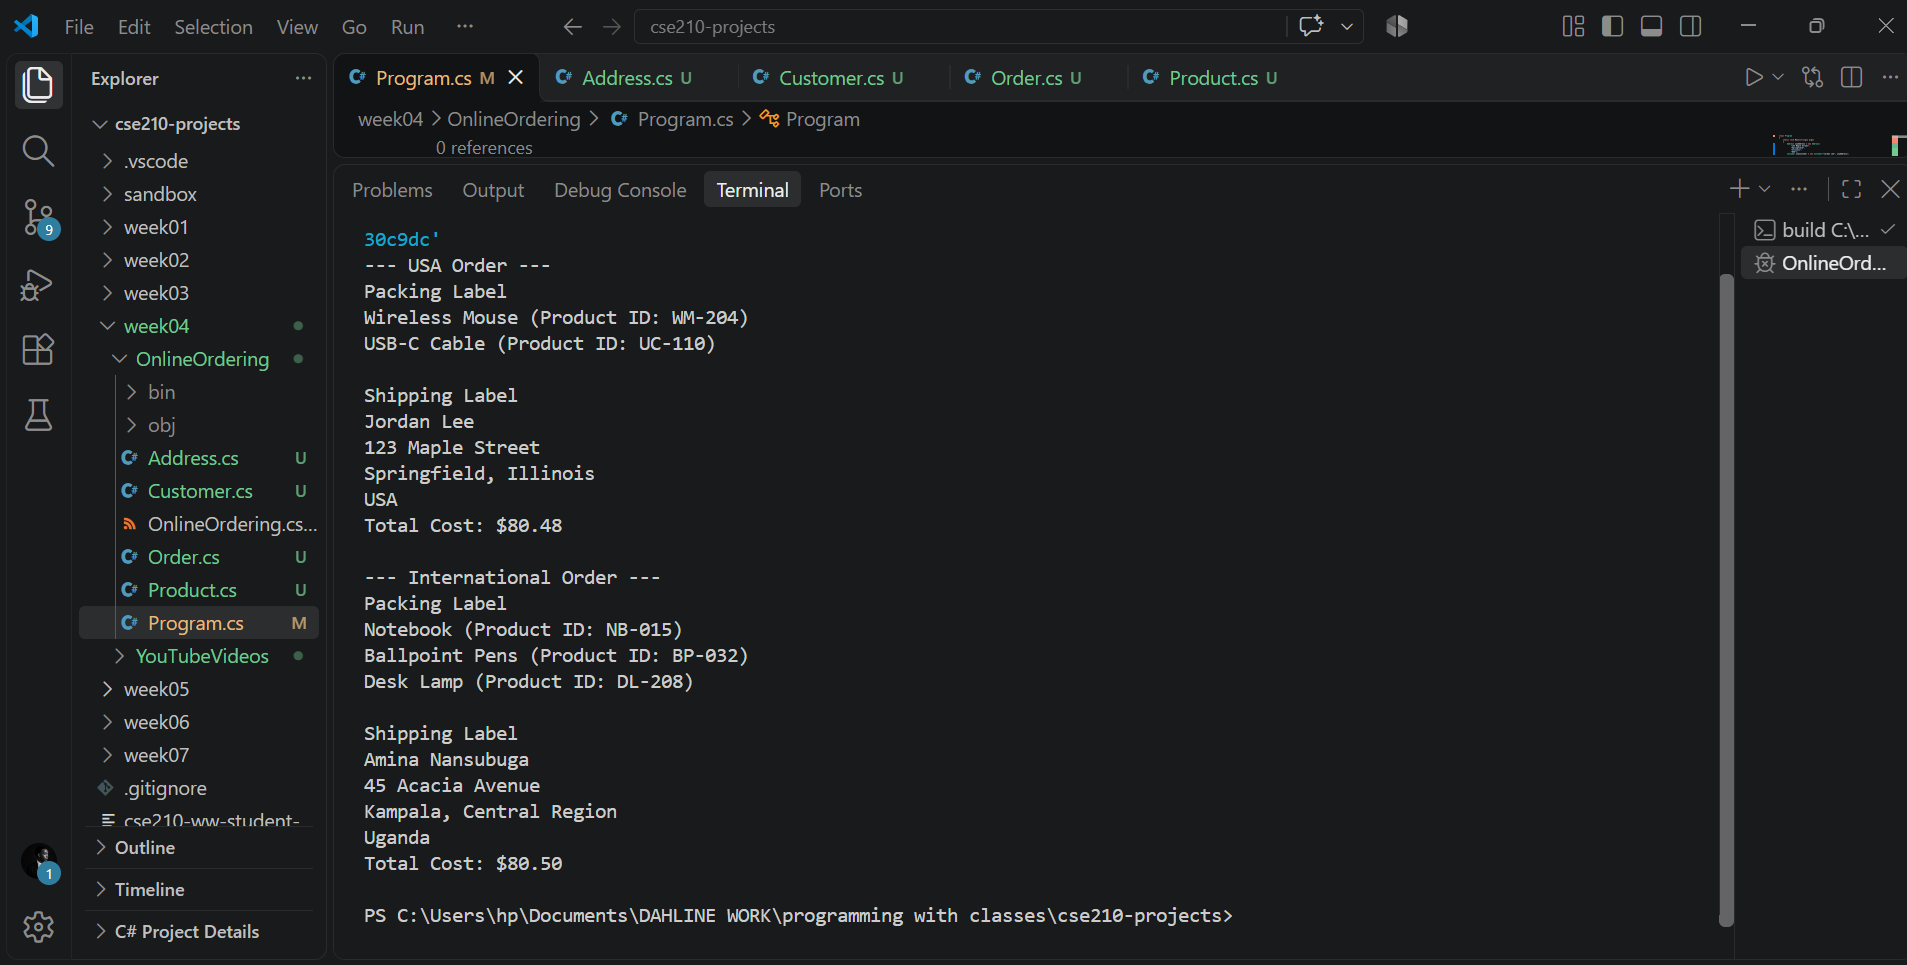 File Edit Selection View Go Run ··· cse210-projects
Explorer ···
cse210-projects
.vscode
sandbox
week01
week02
week03
week04
OnlineOrdering
bin
obj
C# Address.cs U
C# Customer.cs U
OnlineOrdering.cs...
C# Order.cs U
C# Product.cs U
C# Program.cs M
YouTubeVideos
week05
week06
week07
.gitignore
cse210-ww-student-
Outline
Timeline
C# Project Details
9
1
C# Program.cs M C# Address.cs U C# Customer.cs U C# Order.cs U C# Product.cs U
week04 > OnlineOrdering > C# Program.cs > Program
0 references
Problems Output Debug Console Terminal Ports
30c9dc'
--- USA Order ---
Packing Label
Wireless Mouse (Product ID: WM-204)
USB-C Cable (Product ID: UC-110)
Shipping Label
Jordan Lee
123 Maple Street
Springfield, Illinois
USA
Total Cost: $80.48
--- International Order ---
Packing Label
Notebook (Product ID: NB-015)
Ballpoint Pens (Product ID: BP-032)
Desk Lamp (Product ID: DL-208)
Shipping Label
Amina Nansubuga
45 Acacia Avenue
Kampala, Central Region
Uganda
Total Cost: $80.50
PS C:\Users\hp\Documents\DAHLINE WORK\programming with classes\cse210-projects>
build C:\...
OnlineOrd...